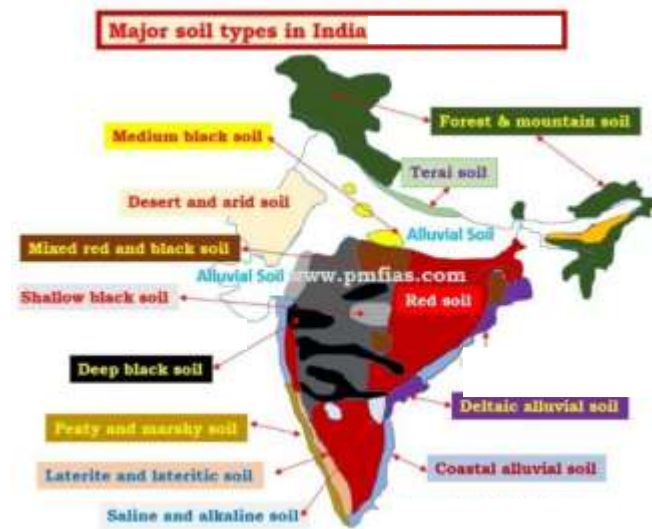 Major soil types in India
Forest & mountain soil
Medium black soil
Terai soil
Desert and arid soil
Alluvial Soil
Mixed red and black soil
Alluvial Soil
www.pmfias.com
Shallow black soil
Red soil
Deep black soil
Deltaic alluvial soil
Peaty and marsky soil
Laterite and lateritic soil
Coastal alluvial soil
Saline and alkaline soil